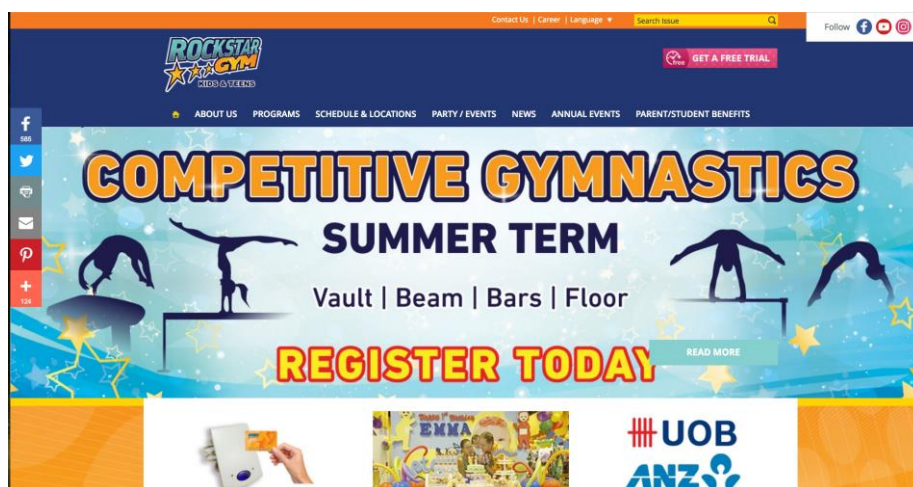 Contact Us | Career | Language ▼
Search Issue
Follow
ROCKSTAR
GYM
KIDS & TEENS
free
GET A FREE TRIAL
ABOUT US PROGRAMS SCHEDULE & LOCATIONS PARTY / EVENTS NEWS ANNUAL EVENTS PARENT/STUDENT BENEFITS
585
124
COMPETITIVE GYMNASTICS
SUMMER TERM
Vault | Beam | Bars | Floor
REGISTER TODAY
READ MORE
EMMA
UOB
ANZ